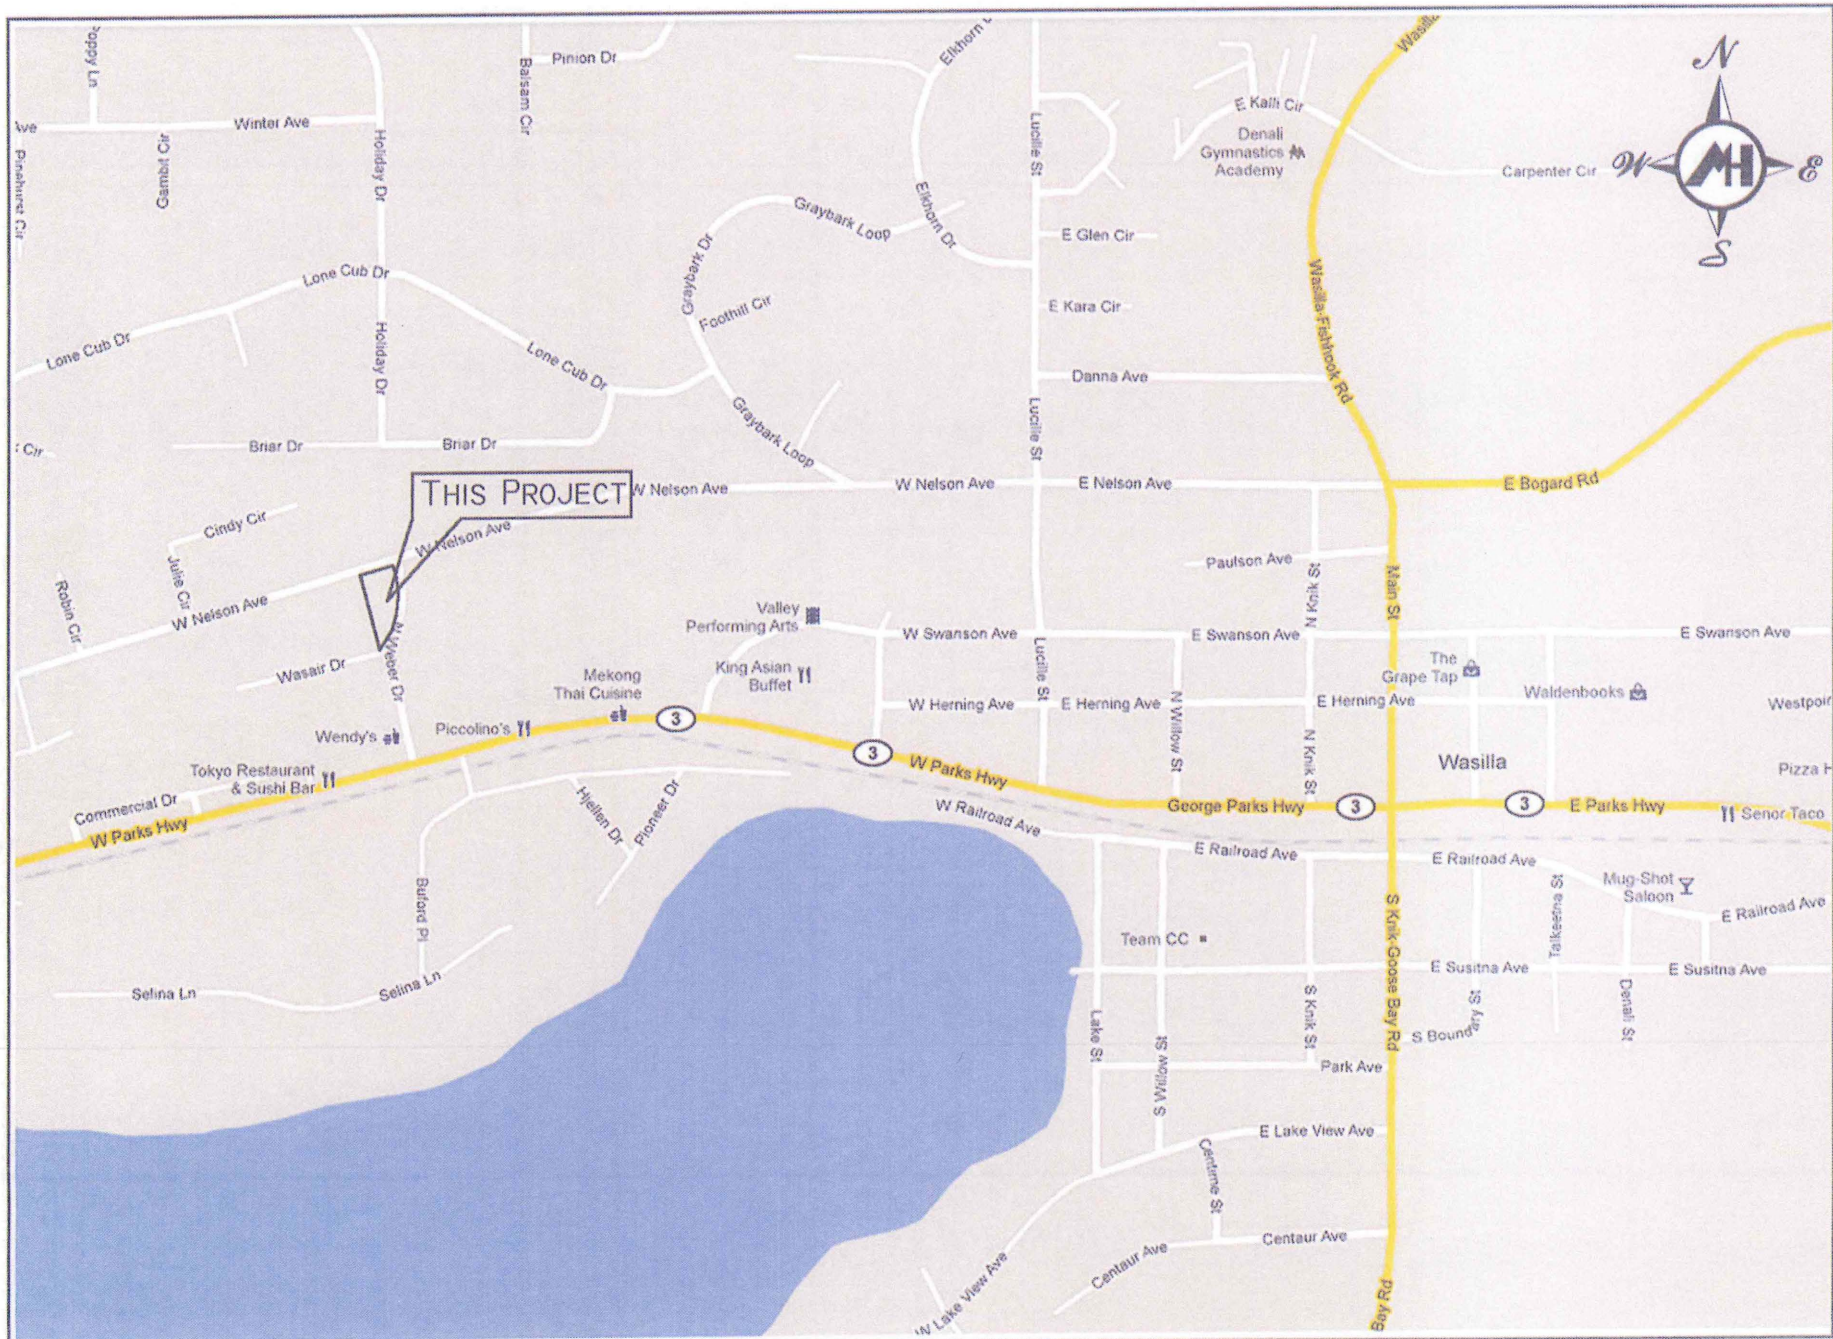 Poppy Ln
Pinion Dr
Balsam Cir
Elkhorn
Wasilla
N
Ave
Winter Ave
Gambit Cir
Pinehurst Cir
Holiday Dr
Lucille St
E Kalli Cir
Denali
Gymnastics
Academy
Carpenter Cir
W
MH
E
S
Graybark Loop
Elkhorn Dr
E Glen Cir
Graybark Dr
Lone Cub Dr
Foothill Cir
E Kara Cir
Wasilla-Fishhook Rd
Lone Cub Dr
Holiday Dr
Lone Cub Dr
Danna Ave
Graybark Loop
Lucille St
Cir
Briar Dr
Briar Dr
THIS PROJECT
W Nelson Ave
W Nelson Ave
E Nelson Ave
E Bogard Rd
Cindy Cir
W Nelson Ave
Julie Cir
Robin Cir
W Nelson Ave
Paulson Ave
N Knik St
Main St
Valley
Performing Arts
W Swanson Ave
E Swanson Ave
E Swanson Ave
Wasair Dr
N Weber Dr
Mekong
Thai Cuisine
King Asian
Buffet
Lucille St
The
Grape Tap
Waldenbooks
W Herning Ave
E Herning Ave
E Herning Ave
Westpoin
N Willow St
N Knik St
Wendy's
Piccolino's
3
3
W Parks Hwy
Wasilla
Pizza H
Tokyo Restaurant
& Sushi Bar
Commercial Dr
W Parks Hwy
Hjellen Dr
Pioneer Dr
W Railroad Ave
George Parks Hwy
3
3
E Parks Hwy
Senor Taco
E Railroad Ave
E Railroad Ave
Mug-Shot
Saloon
E Railroad Ave
Buford Pl
Talkeetna St
S Knik-Goose Bay Rd
Team CC
E Susitna Ave
E Susitna Ave
Selina Ln
Selina Ln
Denali St
Lake St
S Willow St
S Knik St
S Boundary St
Park Ave
E Lake View Ave
Centime St
Centaur Ave
Centaur Ave
W Lake View Ave
Bay Rd